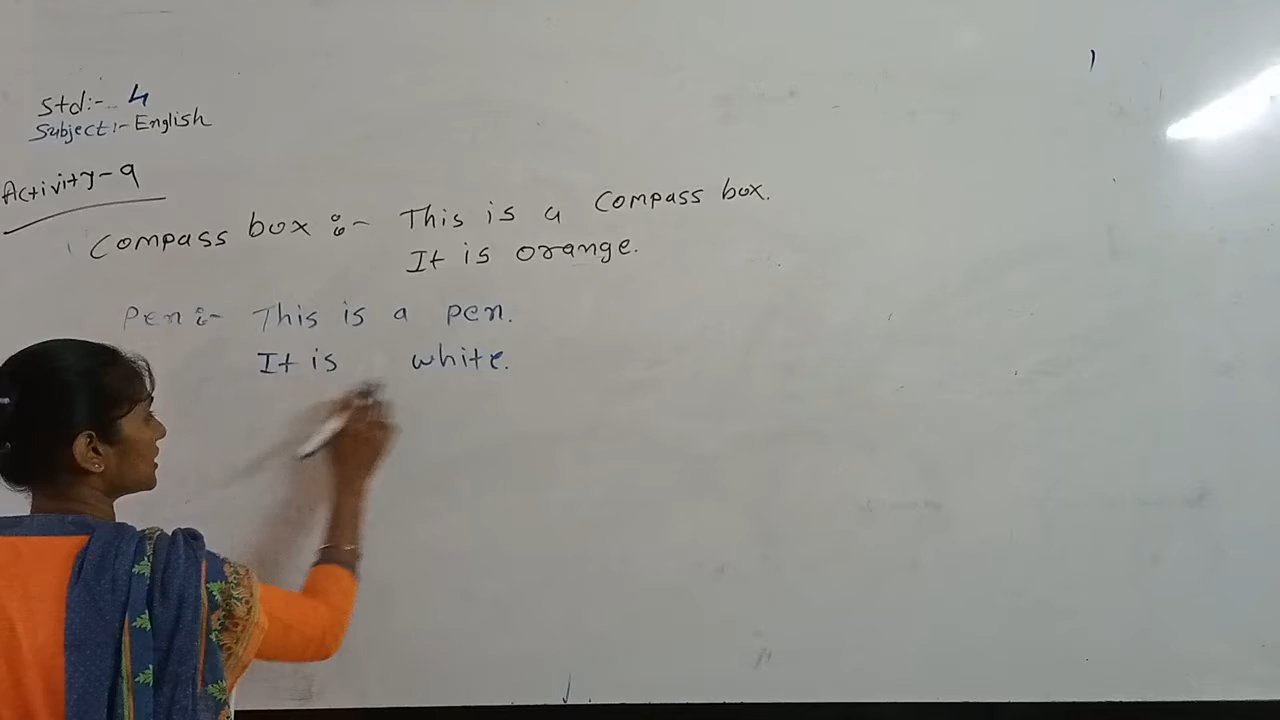 Std:- 4
Subject:- English
Activity-9
Compass box :- This is a Compass box.
It is orange.
Pen :- This is a pen.
It is white.